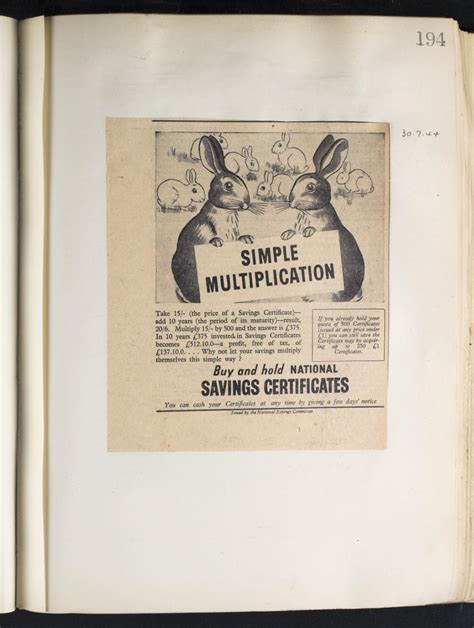 194
30.7.44
SIMPLE
MULTIPLICATION
Take 15/- (the price of a Savings Certificate)—
add 10 years (the period of its maturity)—result,
20/6. Multiply 15/- by 500 and the answer is £375.
In 10 years £375 invested in Savings Certificates
becomes £512.10.0—a profit, free of tax, of
£137.10.0. . . . Why not let your savings multiply
themselves this simple way ?
If you already hold your
quota of 500 Certificates
issued at any price under
£1) you can still save the
Certificate way by acquir-
ing up to 250 £1
Certificates.
Buy and hold NATIONAL
SAVINGS CERTIFICATES
You can cash your Certificates at any time by giving a few days' notice
Issued by the National Savings Committee